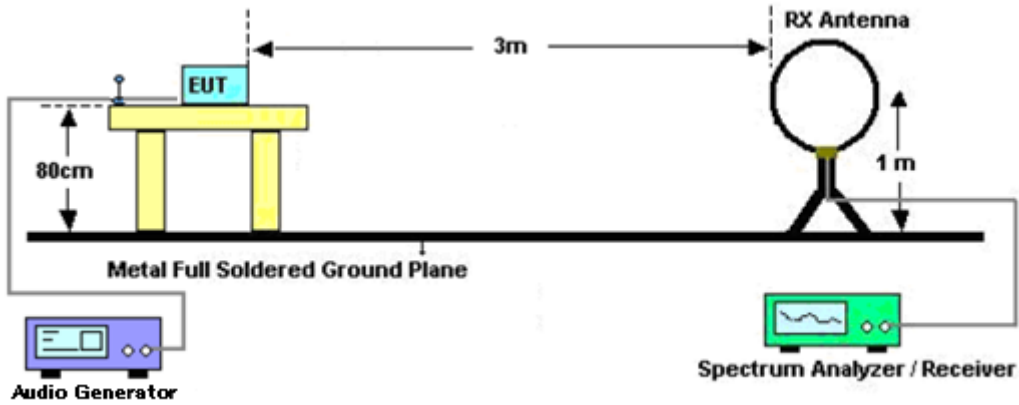 RX Antenna
3m
EUT
80cm
1 m
Metal Full Soldered Ground Plane
Spectrum Analyzer / Receiver
Audio Generator